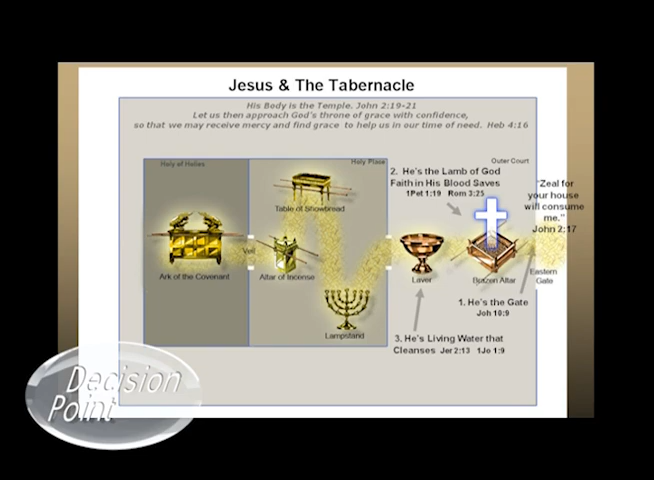 Jesus & The Tabernacle
His Body is the Temple. John 2:19-21
Let us then approach God's throne of grace with confidence,
so that we may receive mercy and find grace to help us in our time of need. Heb 4:16
Holy of Holies
Holy Place
Outer Court
2. He's the Lamb of God
Faith in His Blood Saves
1Pet 1:19 Rom 3:25
"Zeal for
your house
will consume
me."
John 2:17
Table of Showbread
Veil
Ark of the Covenant
Altar of Incense
Laver
Brazen Altar
Eastern
Gate
1. He's the Gate
Joh 10:9
Lampstand
3. He's Living Water that
Cleanses Jer 2:13 1Jo 1:9
Decision
Point